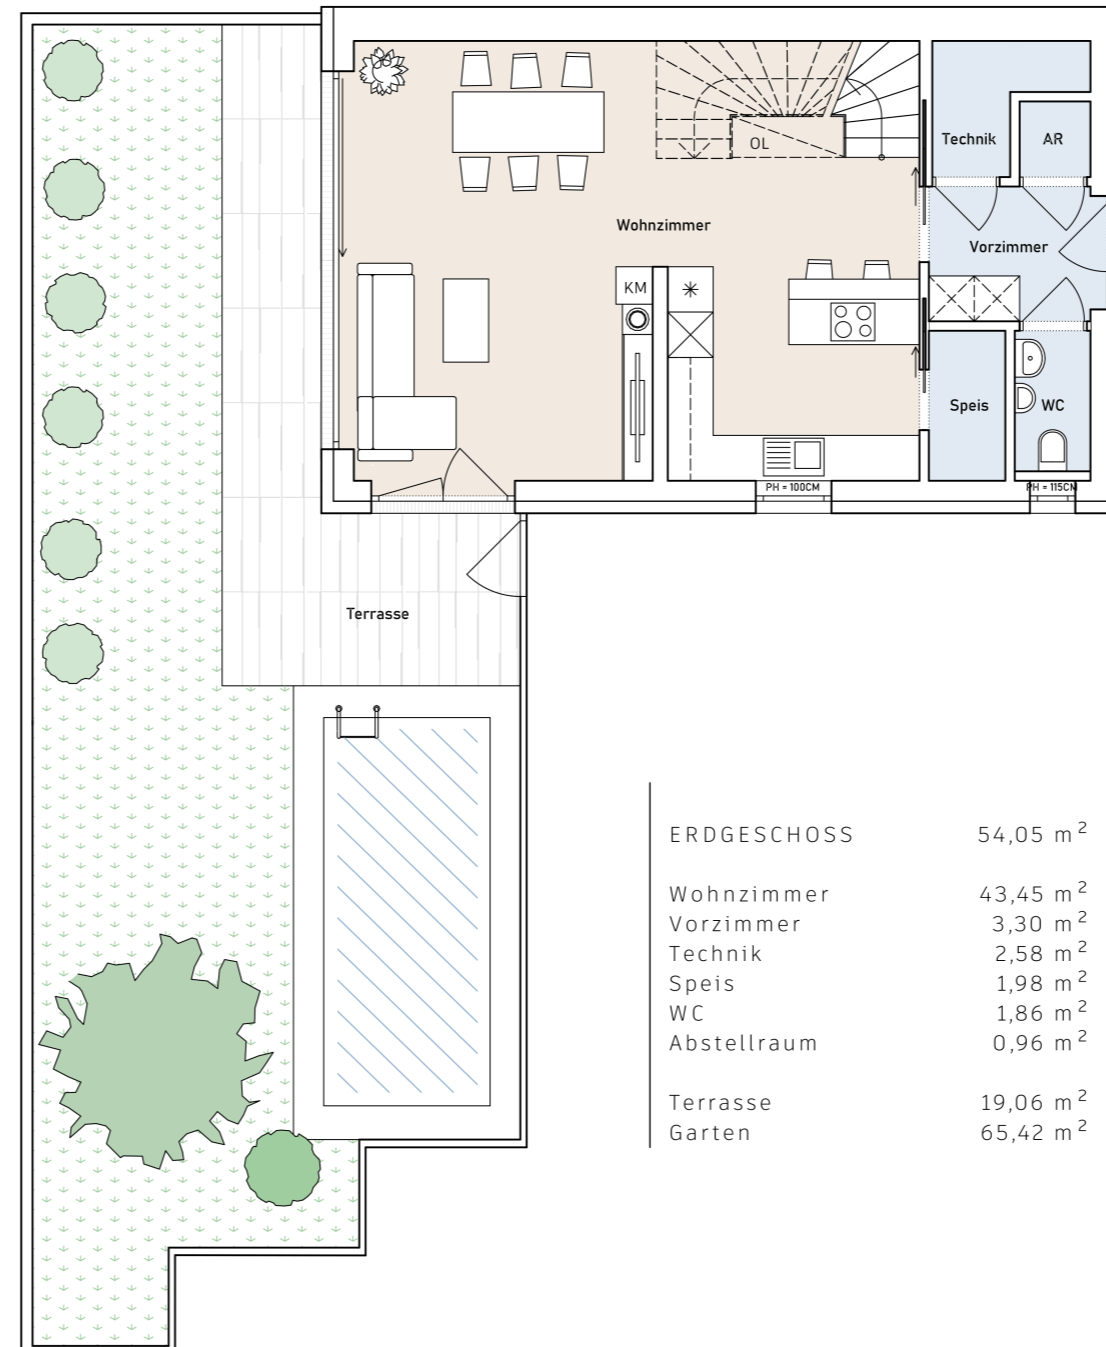 OL
Technik
AR
Wohnzimmer
Vorzimmer
KM
Speis
WC
PH = 100CM
PH = 115CM
Terrasse
ERDGESCHOSS 54,05 m²
Wohnzimmer 43,45 m²
Vorzimmer 3,30 m²
Technik 2,58 m²
Speis 1,98 m²
WC 1,86 m²
Abstellraum 0,96 m²
Terrasse 19,06 m²
Garten 65,42 m²